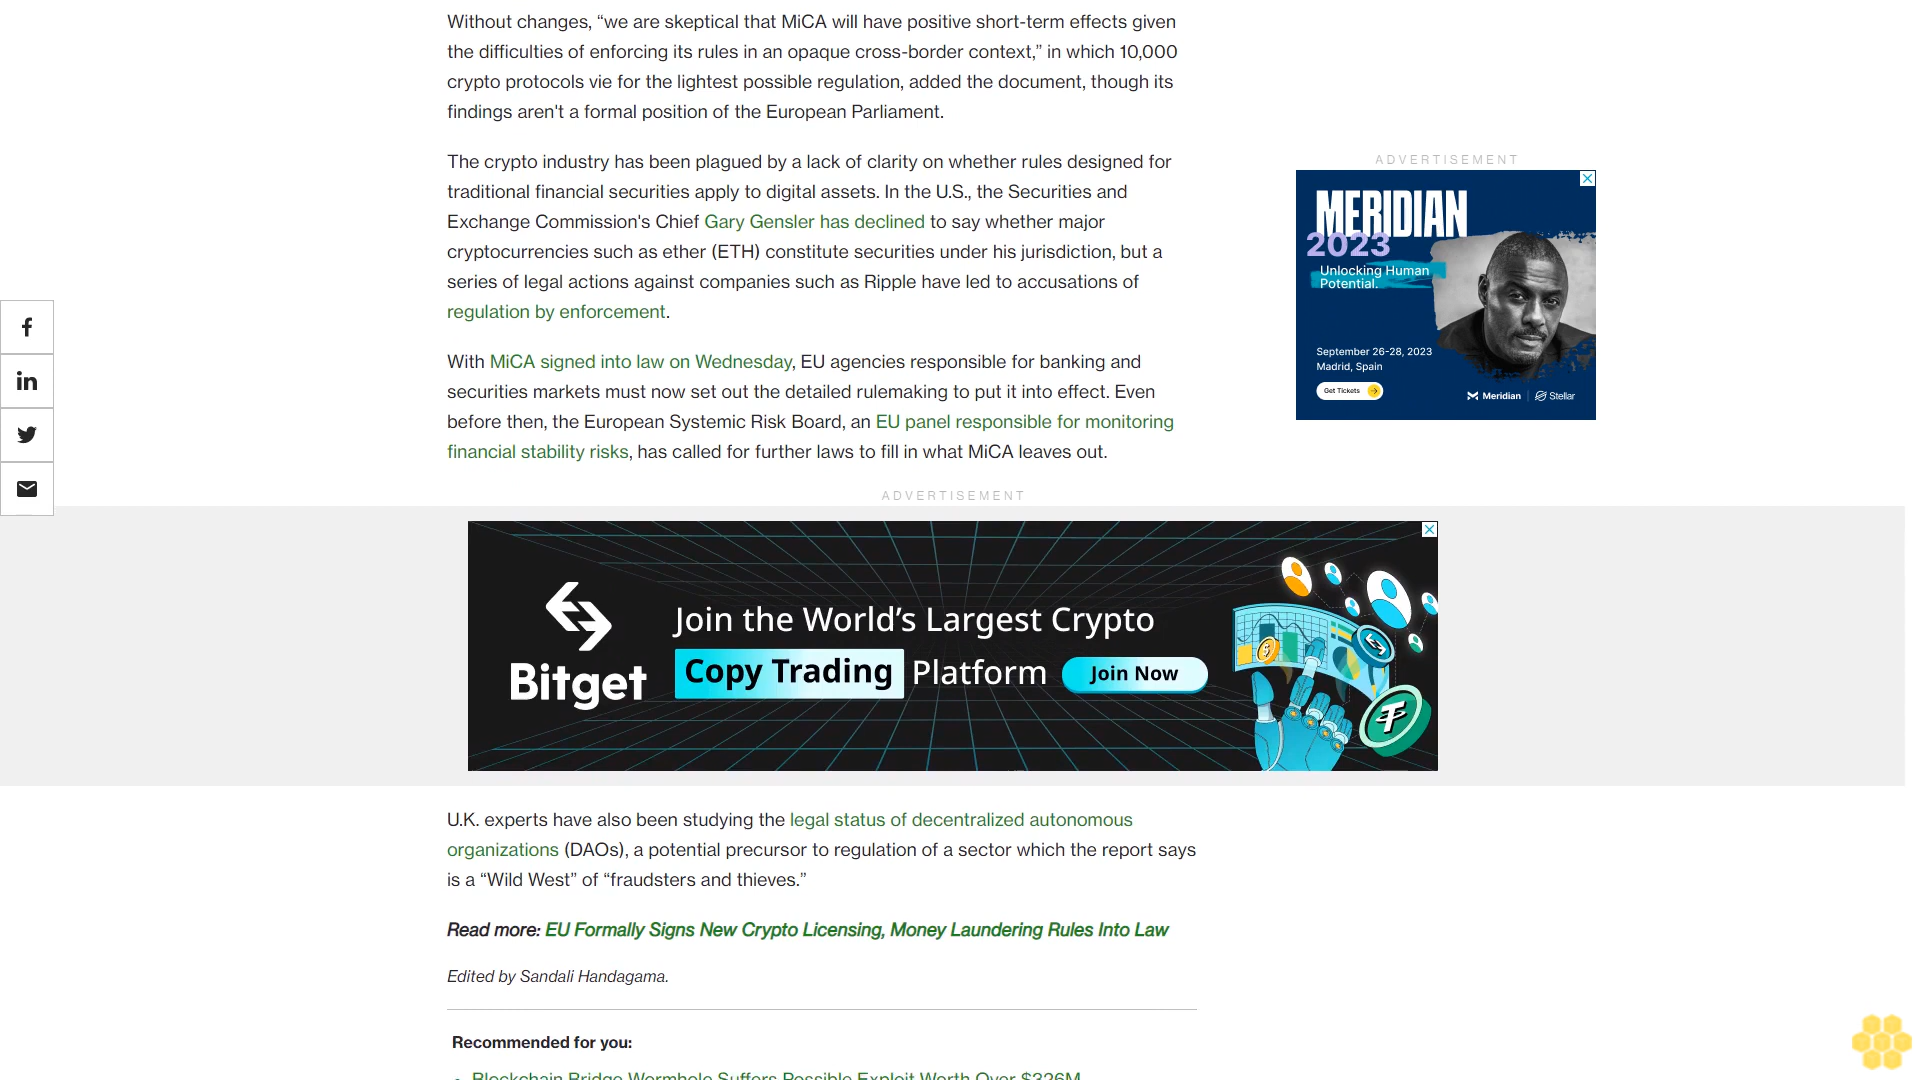 Without changes, “we are skeptical that MiCA will have positive short-term effects given
the difficulties of enforcing its rules in an opaque cross-border context,” in which 10,000
crypto protocols vie for the lightest possible regulation, added the document, though its
findings aren't a formal position of the European Parliament.
The crypto industry has been plagued by a lack of clarity on whether rules designed for
traditional financial securities apply to digital assets. In the U.S., the Securities and
Exchange Commission's Chief Gary Gensler has declined to say whether major
cryptocurrencies such as ether (ETH) constitute securities under his jurisdiction, but a
series of legal actions against companies such as Ripple have led to accusations of
regulation by enforcement.
With MiCA signed into law on Wednesday, EU agencies responsible for banking and
securities markets must now set out the detailed rulemaking to put it into effect. Even
before then, the European Systemic Risk Board, an EU panel responsible for monitoring
financial stability risks, has called for further laws to fill in what MiCA leaves out.
ADVERTISEMENT
MERIDIAN
2023
Unlocking Human
Potential.
September 26-28, 2023
Madrid, Spain
Get Tickets
Meridian | Stellar
ADVERTISEMENT
Bitget
Join the World’s Largest Crypto
Copy Trading Platform Join Now
U.K. experts have also been studying the legal status of decentralized autonomous
organizations (DAOs), a potential precursor to regulation of a sector which the report says
is a “Wild West” of “fraudsters and thieves.”
Read more: EU Formally Signs New Crypto Licensing, Money Laundering Rules Into Law
Edited by Sandali Handagama.
Recommended for you:
Blockchain Bridge Wormhole Suffers Possible Exploit Worth Over $326M